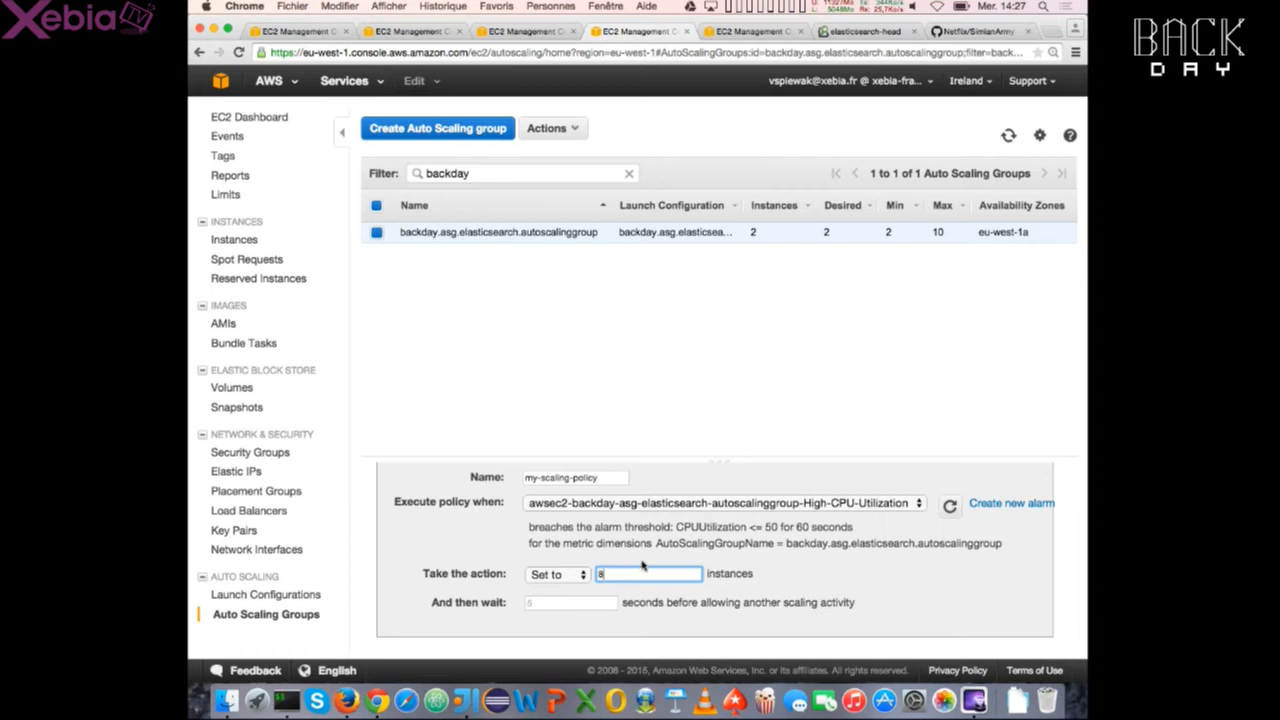 Xebia TV
BACK
DAY
Chrome Fichier Modifier Afficher Historique Favoris Personnes Fenêtre Aide Mer. 14:27
EC2 Management C EC2 Management C EC2 Management C EC2 Management C EC2 Management C elasticsearch-head Netflix/SimianArmy
https://eu-west-1.console.aws.amazon.com/ec2/autoscaling/home?region=eu-west-1#AutoScalingGroups:id=backday.asg.elasticsearch.autoscalinggroup;filter=back...
AWS Services Edit vspiewak@xebia.fr @ xebia-fra... Ireland Support
EC2 Dashboard
Events
Tags
Reports
Limits
INSTANCES
Instances
Spot Requests
Reserved Instances
IMAGES
AMIs
Bundle Tasks
ELASTIC BLOCK STORE
Volumes
Snapshots
NETWORK & SECURITY
Security Groups
Elastic IPs
Placement Groups
Load Balancers
Key Pairs
Network Interfaces
AUTO SCALING
Launch Configurations
Auto Scaling Groups
Create Auto Scaling group Actions
Filter: backday 1 to 1 of 1 Auto Scaling Groups
Name Launch Configuration Instances Desired Min Max Availability Zones
backday.asg.elasticsearch.autoscalinggroup backday.asg.elasticsea... 2 2 2 10 eu-west-1a
Name: my-scaling-policy
Execute policy when: awsec2-backday-asg-elasticsearch-autoscalinggroup-High-CPU-Utilization Create new alarm
breaches the alarm threshold: CPUUtilization <= 50 for 60 seconds
for the metric dimensions AutoScalingGroupName = backday.asg.elasticsearch.autoscalinggroup
Take the action: Set to 8 instances
And then wait: seconds before allowing another scaling activity
Feedback English © 2008 - 2015, Amazon Web Services, Inc. or its affiliates. All rights reserved. Privacy Policy Terms of Use